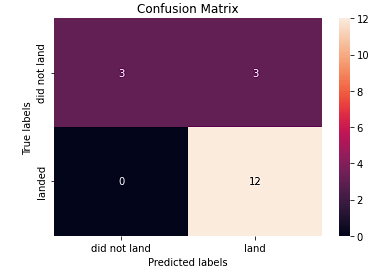 Confusion Matrix
did not land
landed
True labels
3
3
0
12
did not land
land
Predicted labels
12
10
8
6
4
2
0